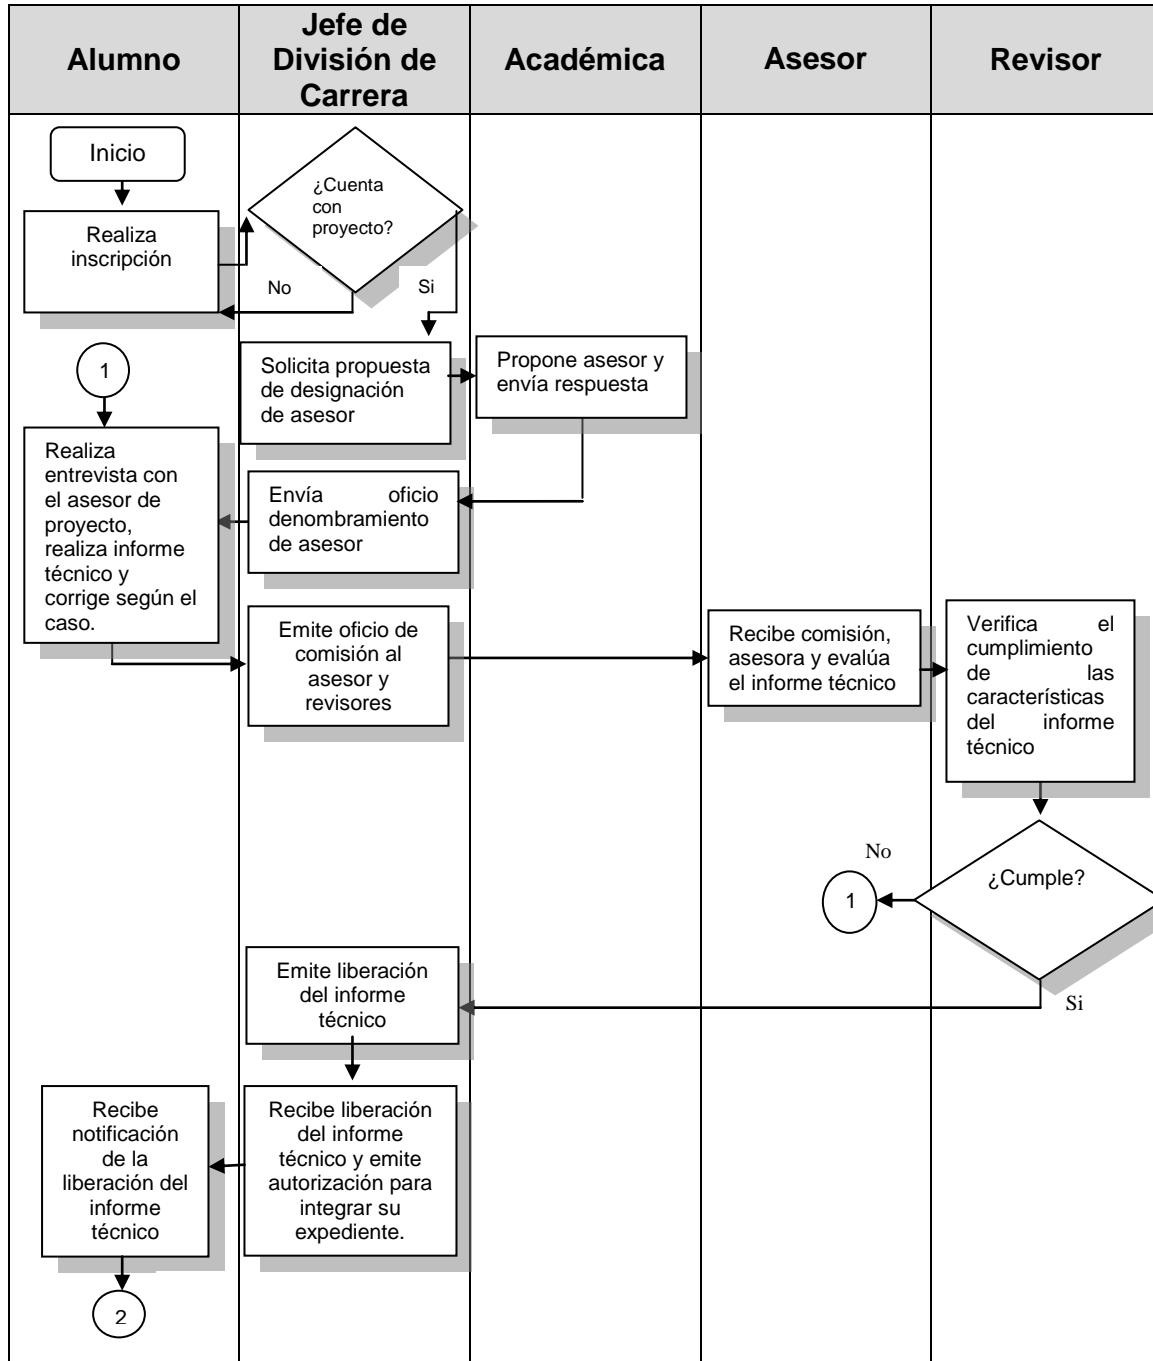 Alumno
Jefe de
División de
Carrera
Académica
Asesor
Revisor
Inicio
¿Cuenta
con
proyecto?
Realiza
inscripción
No
Si
1
Solicita propuesta
de designación
de asesor
Propone asesor y
envía respuesta
Realiza
entrevista con
el asesor de
proyecto,
realiza informe
técnico y
corrige según el
caso.
Envía oficio
denombramiento
de asesor
Emite oficio de
comisión al
asesor y
revisores
Recibe comisión,
asesora y evalúa
el informe técnico
Verifica el
cumplimiento
de las
características
del informe
técnico
¿Cumple?
No
1
Si
Emite liberación
del informe
técnico
Recibe liberación
del informe
técnico y emite
autorización para
integrar su
expediente.
Recibe
notificación
de la
liberación del
informe
técnico
2